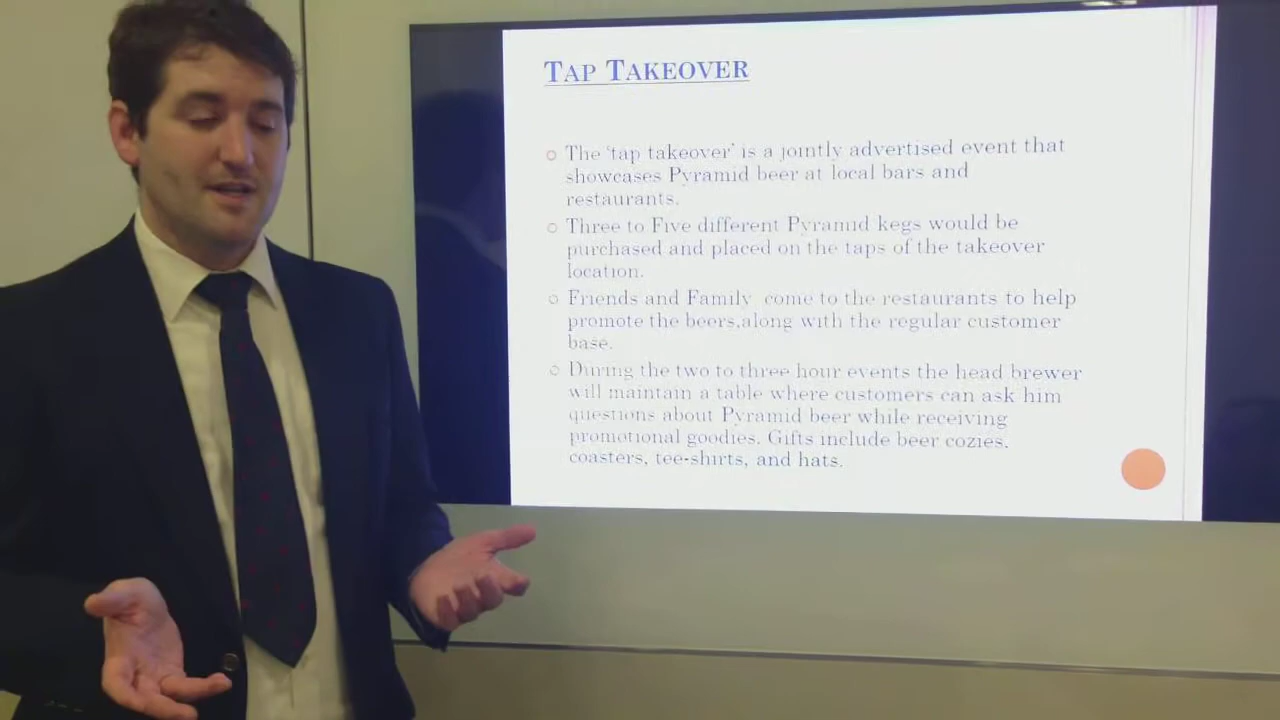 TAP TAKEOVER
The 'tap takeover' is a jointly advertised event that
showcases Pyramid beer at local bars and
restaurants.
Three to Five different Pyramid kegs would be
purchased and placed on the taps of the takeover
location.
Friends and Family come to the restaurants to help
promote the beers,along with the regular customer
base.
During the two to three hour events the head brewer
will maintain a table where customers can ask him
questions about Pyramid beer while receiving
promotional goodies. Gifts include beer cozies,
coasters, tee-shirts, and hats.